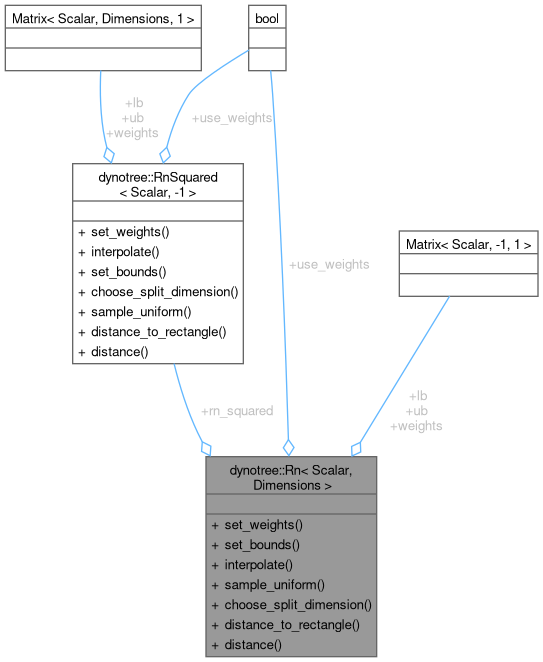 Matrix< Scalar, Dimensions, 1 >
bool
+lb
+ub
+weights
+use_weights
dynotree::RnSquared
< Scalar, -1 >
+ set_weights()
+ interpolate()
+ set_bounds()
+ choose_split_dimension()
+ sample_uniform()
+ distance_to_rectangle()
+ distance()
+use_weights
Matrix< Scalar, -1, 1 >
+rn_squared
+lb
+ub
+weights
dynotree::Rn< Scalar,
Dimensions >
+ set_weights()
+ set_bounds()
+ interpolate()
+ sample_uniform()
+ choose_split_dimension()
+ distance_to_rectangle()
+ distance()